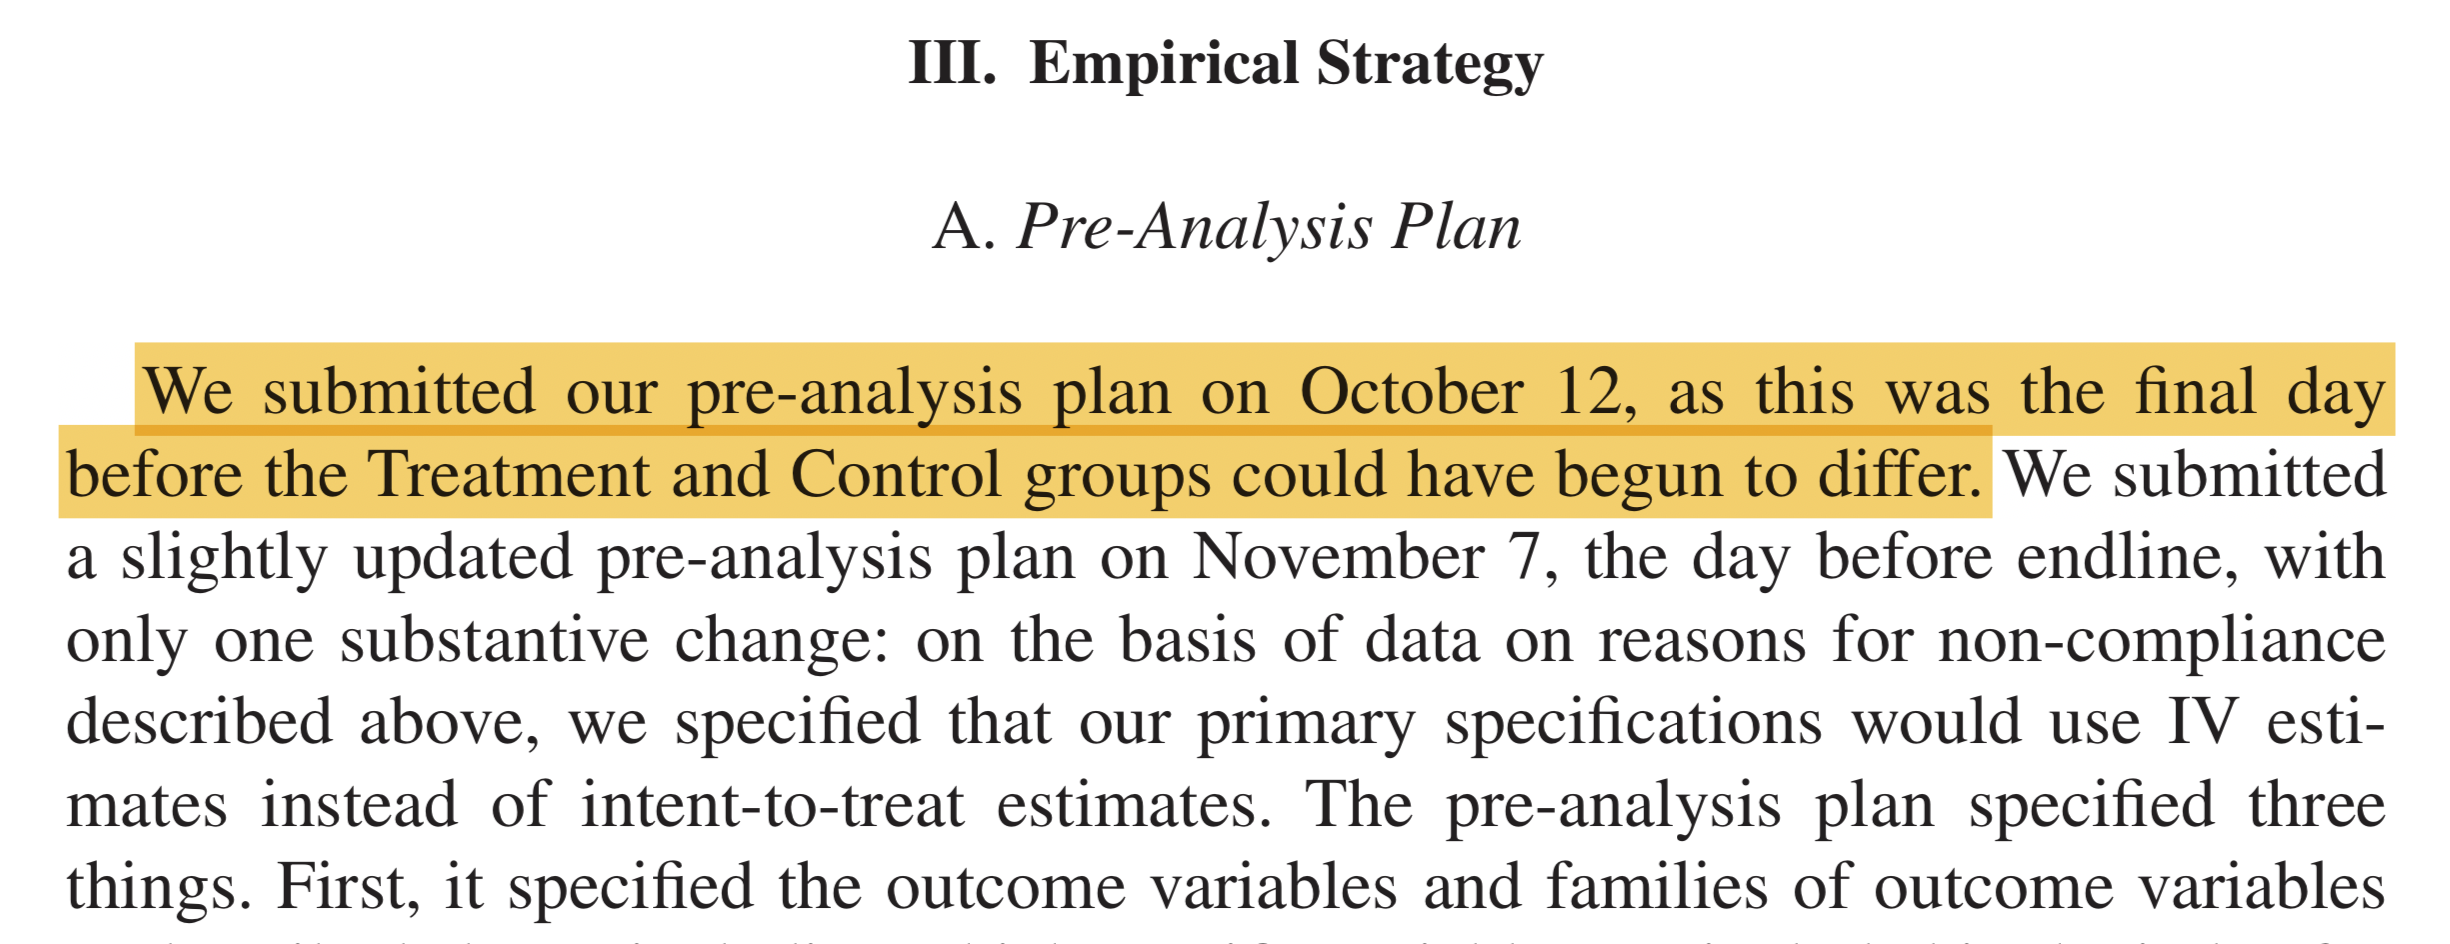 III. Empirical Strategy
A. Pre-Analysis Plan
We submitted our pre-analysis plan on October 12, as this was the final day
before the Treatment and Control groups could have begun to differ. We submitted
a slightly updated pre-analysis plan on November 7, the day before endline, with
only one substantive change: on the basis of data on reasons for non-compliance
described above, we specified that our primary specifications would use IV esti-
mates instead of intent-to-treat estimates. The pre-analysis plan specified three
things. First, it specified the outcome variables and families of outcome variables